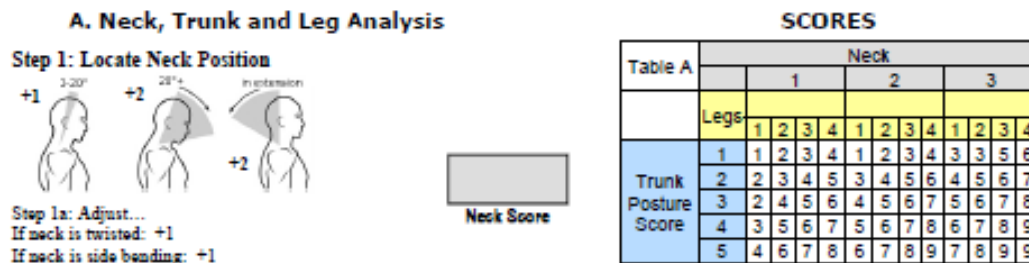 A. Neck, Trunk and Leg Analysis
Step 1: Locate Neck Position
+1
+2
20°+
in extension
+2
Step 1a: Adjust...
If neck is twisted: +1
If neck is side bending: +1
Neck Score
SCORES
Table A
Neck
1 2 3
Legs
1 2 3 4 1 2 3 4 1 2 3 4
Trunk Posture Score
1 1 2 3 4 1 2 3 4 3 3 5 6
2 2 3 4 5 3 4 5 6 4 5 6 7
3 2 4 5 6 4 5 6 7 5 6 7 8
4 3 5 6 7 5 6 7 8 6 7 8 9
5 4 6 7 8 6 7 8 9 7 8 9 9